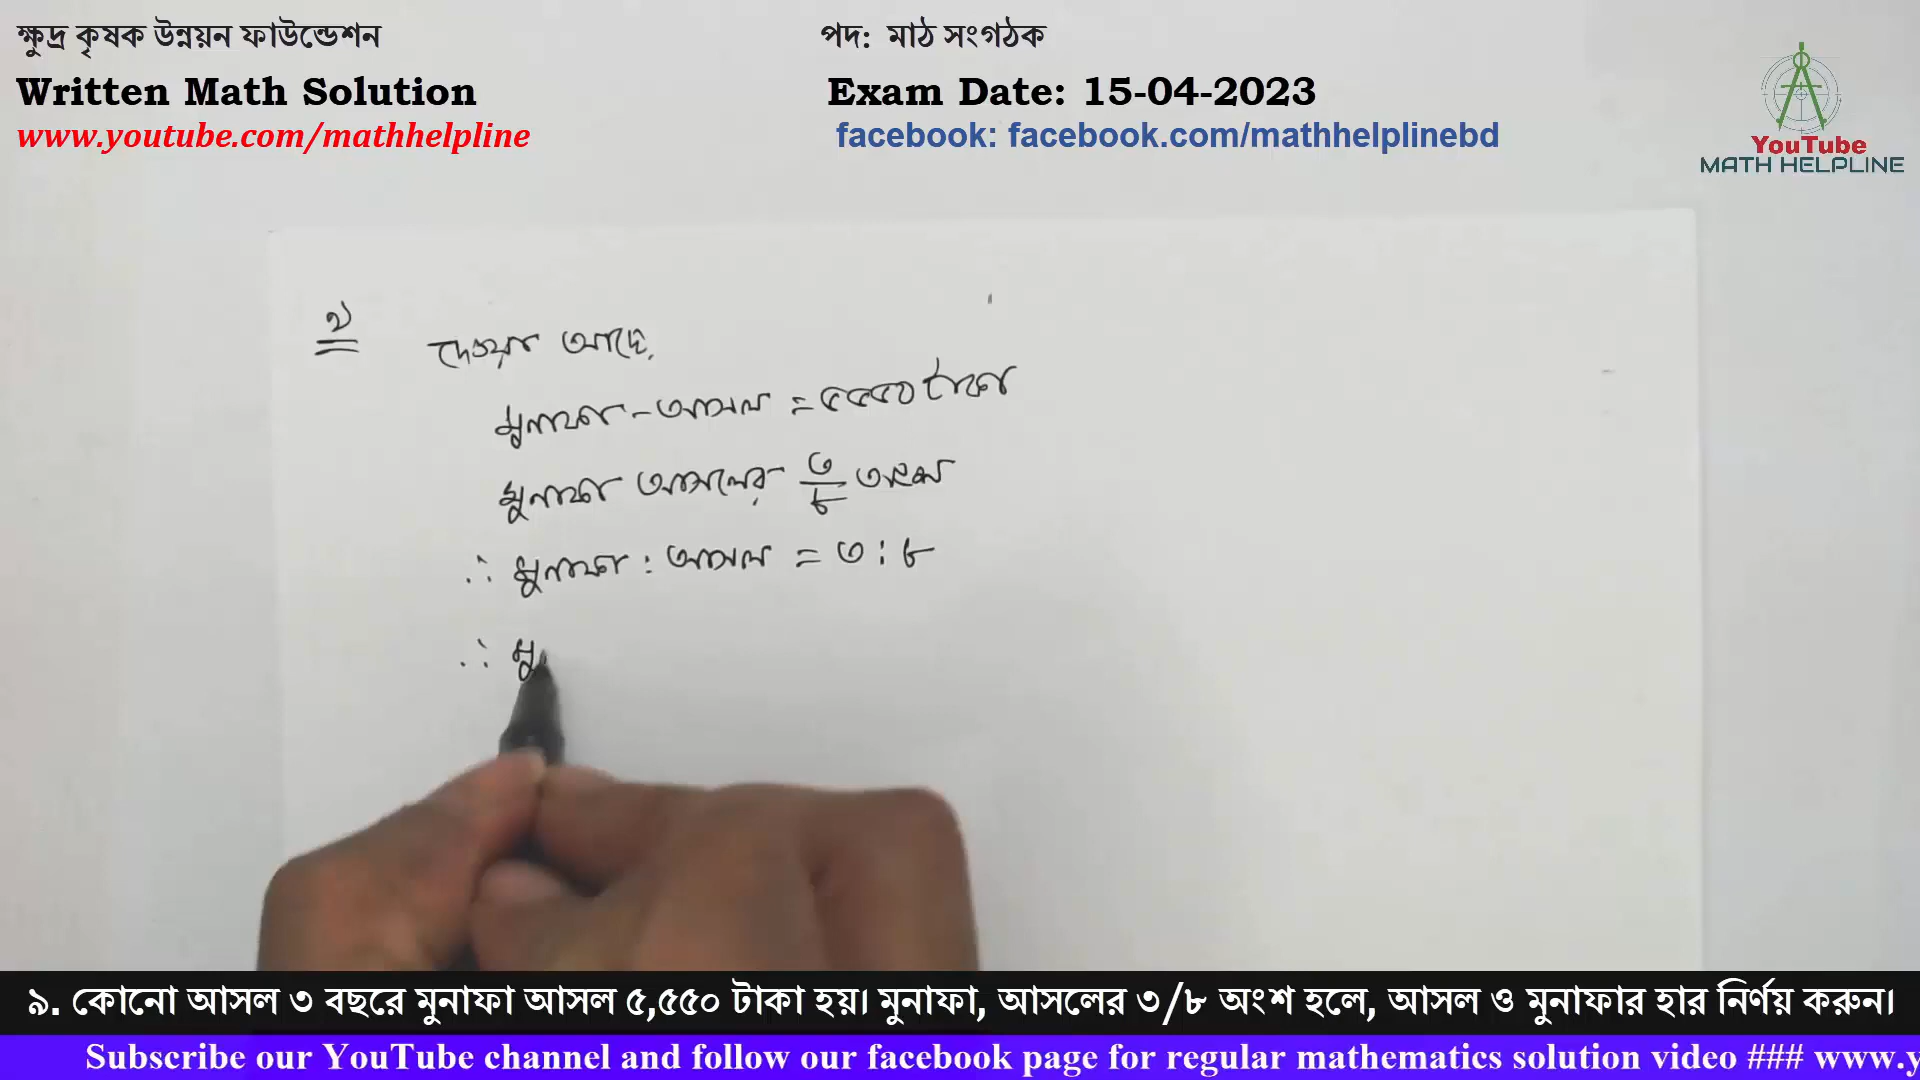 ক্ষুদ্র কৃষক উন্নয়ন ফাউন্ডেশন
পদ: মাঠ সংগঠক
Written Math Solution
Exam Date: 15-04-2023
www.youtube.com/mathhelpline
facebook: facebook.com/mathhelplinebd
YouTube
MATH HELPLINE
৯
দেওয়া আছে,
মুনাফা-আসল = ৫৫৫০ টাকা
মুনাফা আসলের ৩/৮ অংশ
∴ মুনাফা : আসল = ৩ : ৮
∴ মু
৯. কোনো আসল ৩ বছরে মুনাফা আসল ৫,৫৫০ টাকা হয়। মুনাফা, আসলের ৩/৮ অংশ হলে, আসল ও মুনাফার হার নির্ণয় করুন।
Subscribe our YouTube channel and follow our facebook page for regular mathematics solution video ### www.y